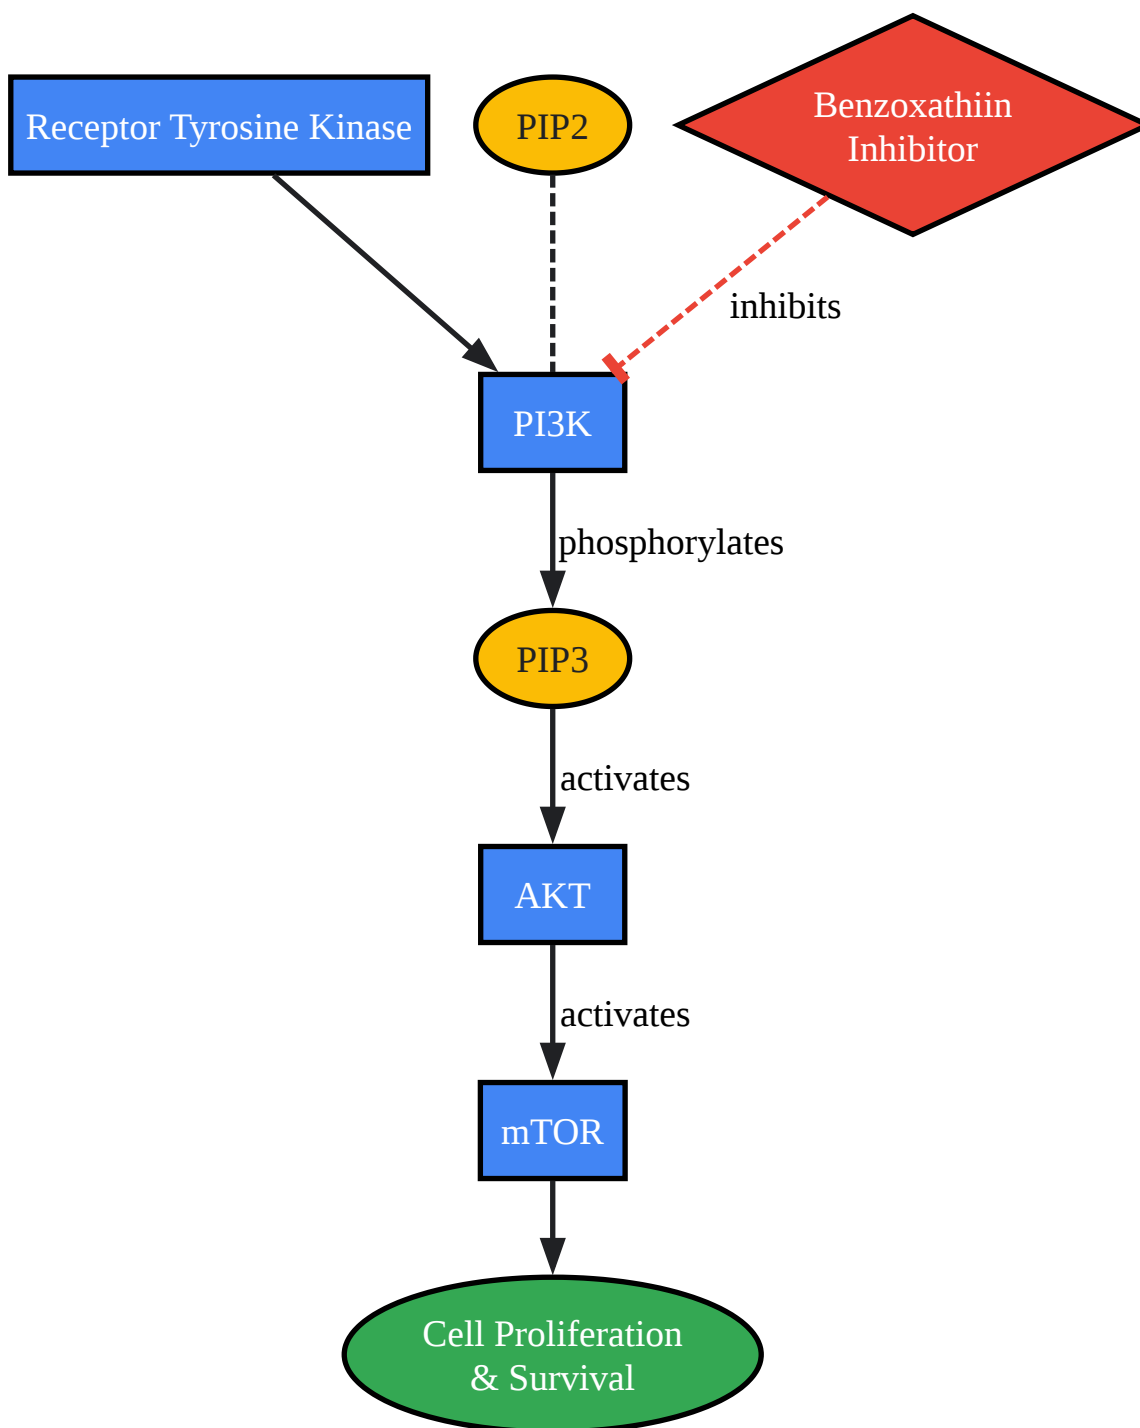 Receptor Tyrosine Kinase
PIP2
Benzoxathiin
Inhibitor
inhibits
PI3K
phosphorylates
PIP3
activates
AKT
activates
mTOR
Cell Proliferation
& Survival